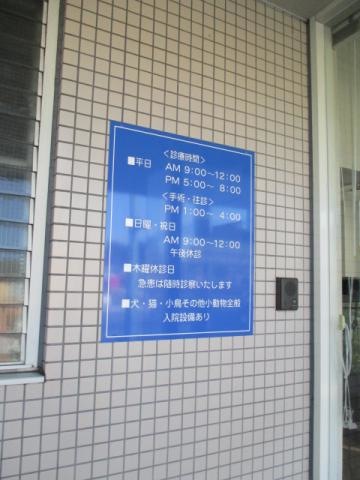 ＜診療時間＞
■平日 AM 9:00～12:00
PM 5:00～ 8:00
＜手術・往診＞
PM 1:00～ 4:00
■日曜・祝日
AM 9:00～12:00
午後休診
■木曜休診日
急患は随時診察いたします
■犬・猫・小鳥その他小動物全般
入院設備あり